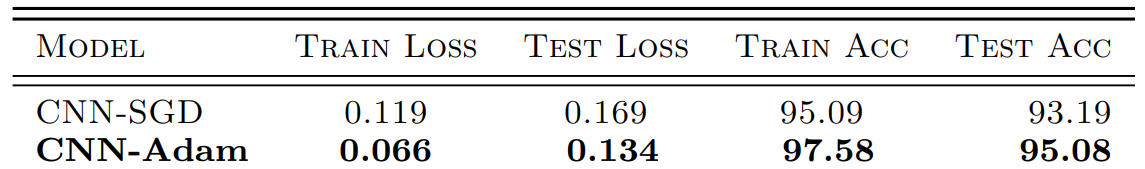 Model Train Loss Test Loss Train Acc Test Acc
CNN-SGD 0.119 0.169 95.09 93.19
CNN-Adam 0.066 0.134 97.58 95.08